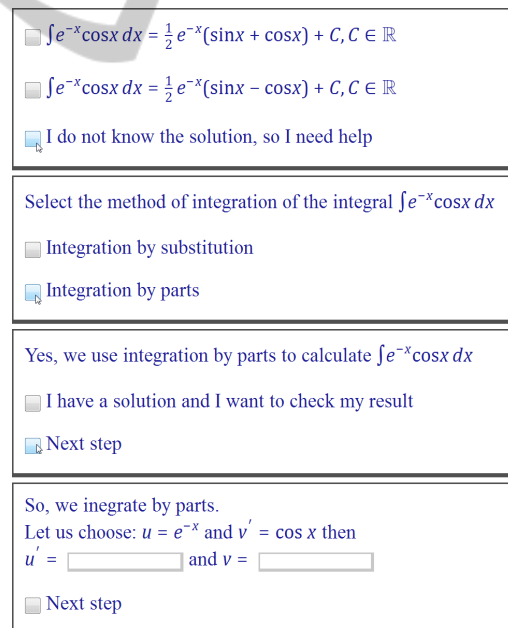 ∫e⁻ˣcosx dx = ½ e⁻ˣ(sinx + cosx) + C, C ∈ ℝ
∫e⁻ˣcosx dx = ½ e⁻ˣ(sinx − cosx) + C, C ∈ ℝ
I do not know the solution, so I need help
Select the method of integration of the integral ∫e⁻ˣcosx dx
Integration by substitution
Integration by parts
Yes, we use integration by parts to calculate ∫e⁻ˣcosx dx
I have a solution and I want to check my result
Next step
So, we inegrate by parts.
Let us choose: u = e⁻ˣ and v′ = cos x then
u′ = and v =
Next step